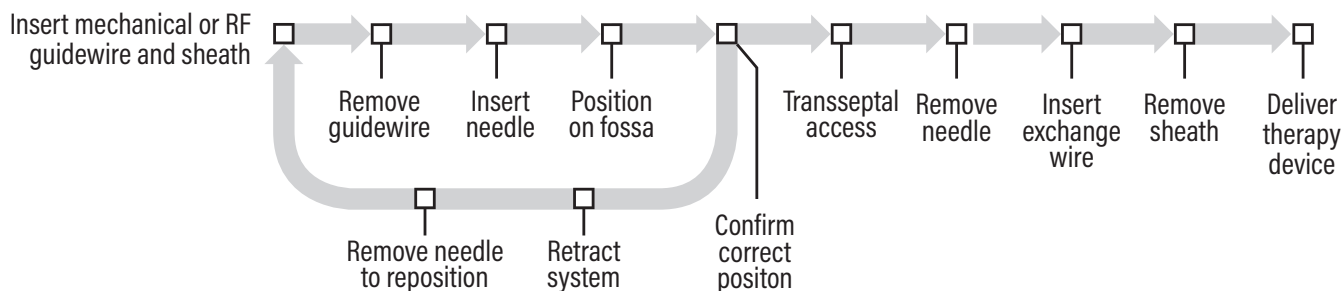 Insert mechanical or RF
guidewire and sheath
Remove
guidewire
Insert
needle
Position
on fossa
Transseptal
access
Remove
needle
Insert
exchange
wire
Remove
sheath
Deliver
therapy
device
Remove needle
to reposition
Retract
system
Confirm
correct
positon